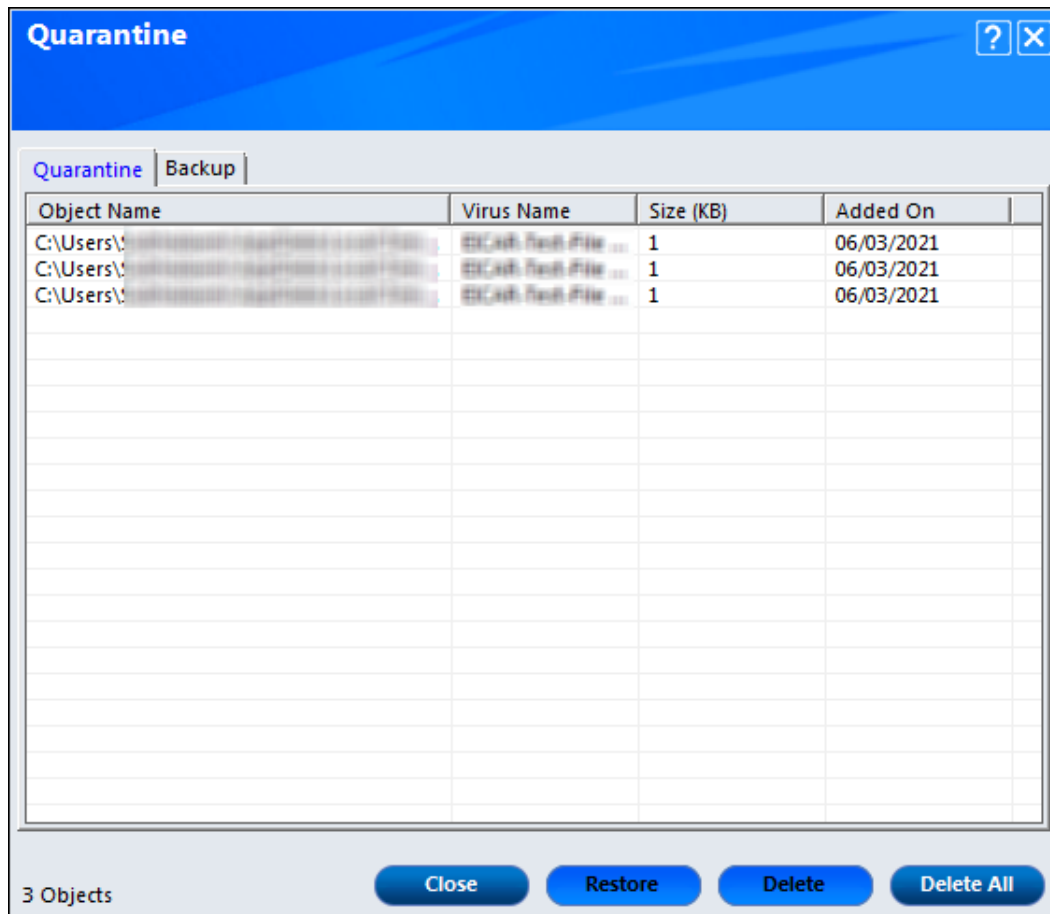 Quarantine
Quarantine Backup
Object Name Virus Name Size (KB) Added On
C:\Users\ 1 06/03/2021
C:\Users\ 1 06/03/2021
C:\Users\ 1 06/03/2021
3 Objects Close Restore Delete Delete All